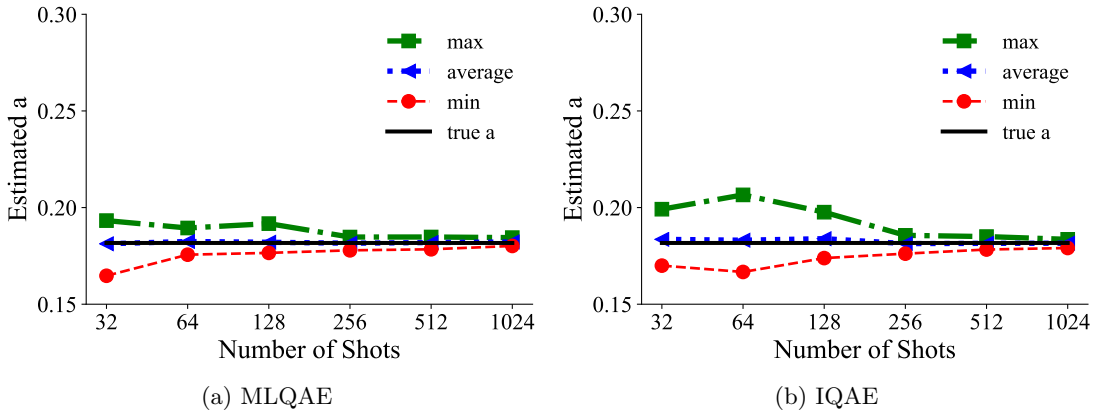 0.30
0.25
0.20
0.15
Estimated a
max
average
min
true a
32 64 128 256 512 1024
Number of Shots
(a) MLQAE
0.30
0.25
0.20
0.15
Estimated a
max
average
min
true a
32 64 128 256 512 1024
Number of Shots
(b) IQAE